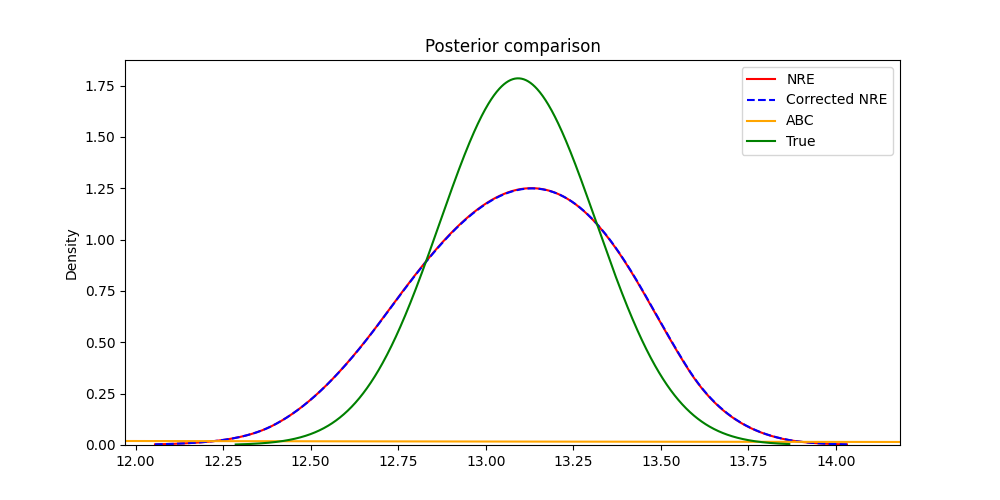 Posterior comparison
NRE
Corrected NRE
ABC
True
Density
1.75
1.50
1.25
1.00
0.75
0.50
0.25
0.00
12.00 12.25 12.50 12.75 13.00 13.25 13.50 13.75 14.00